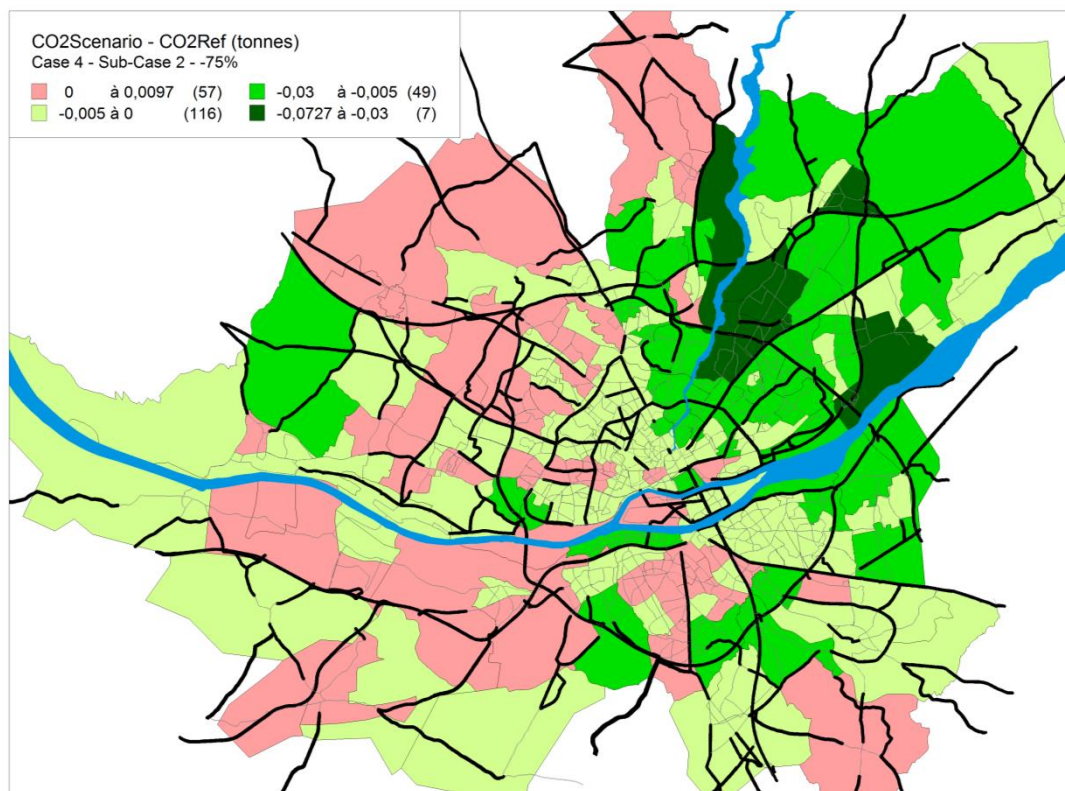 CO2Scenario - CO2Ref (tonnes)
Case 4 - Sub-Case 2 - -75%
0 à 0,0097 (57) -0,03 à -0,005 (49)
-0,005 à 0 (116) -0,0727 à -0,03 (7)